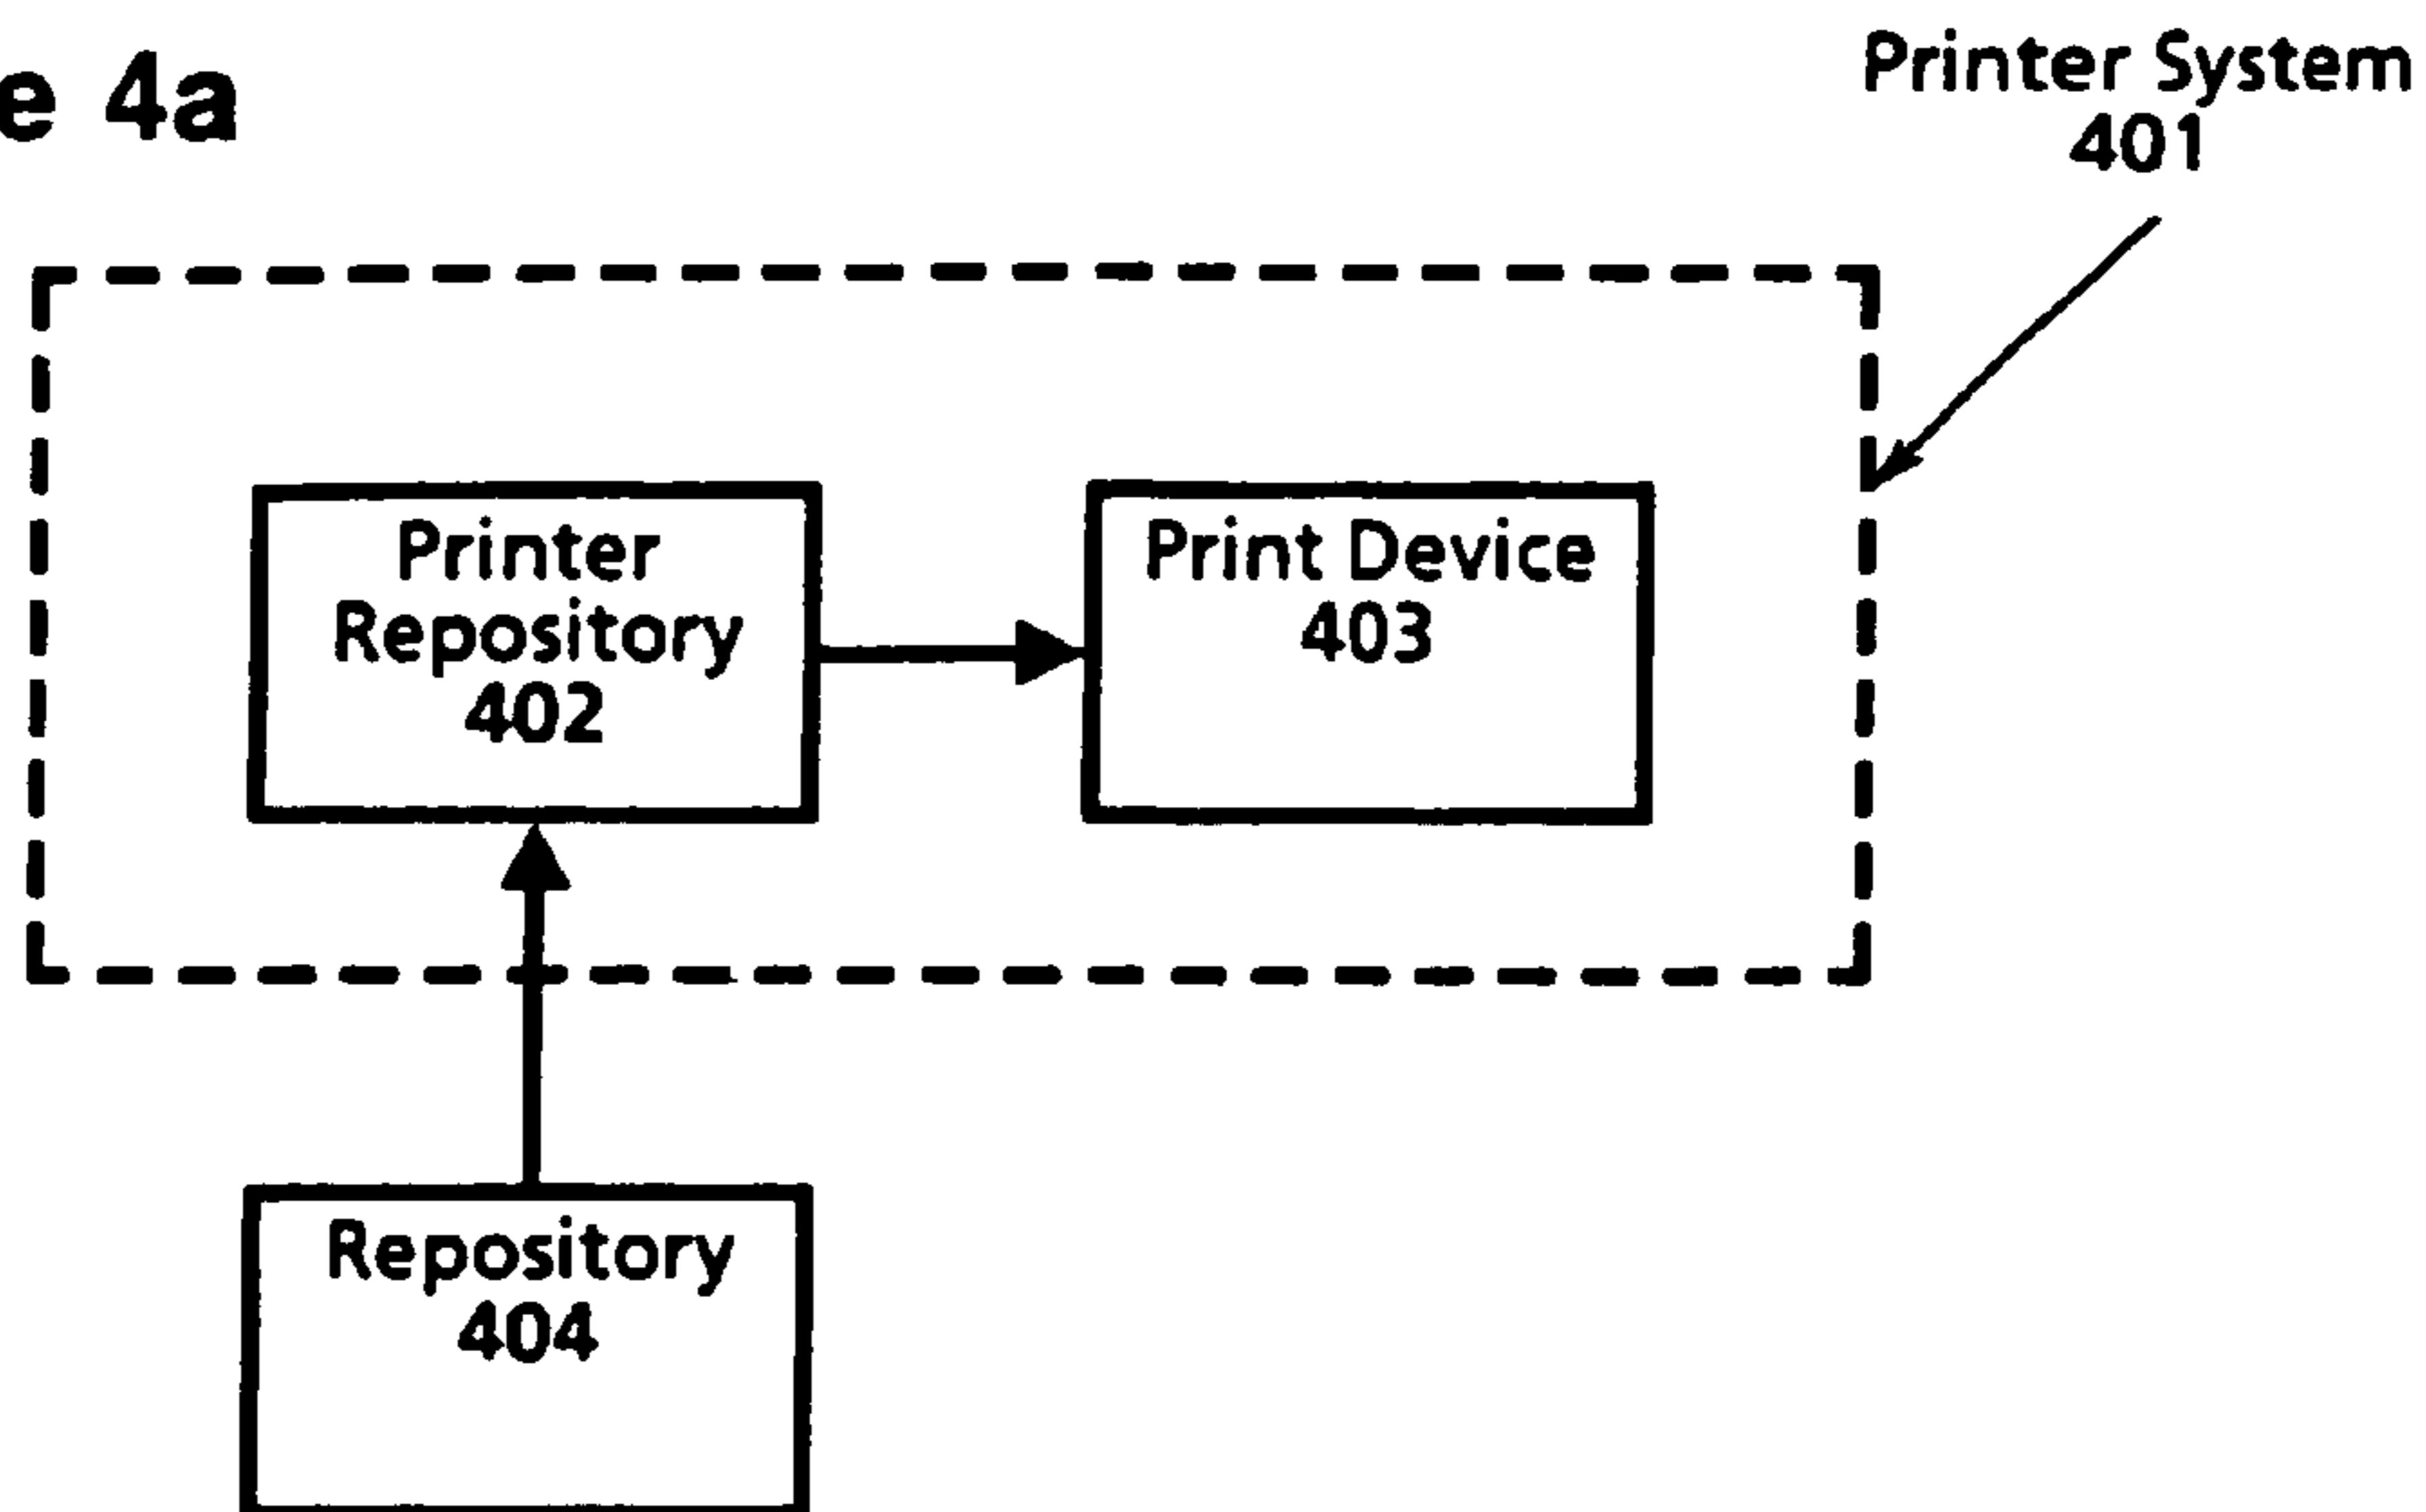 e 4a
Printer System
401
Printer
Repository
402
Print Device
403
Repository
404